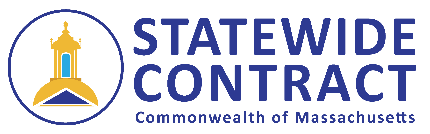 STATEWIDE
CONTRACT
Commonwealth of Massachusetts